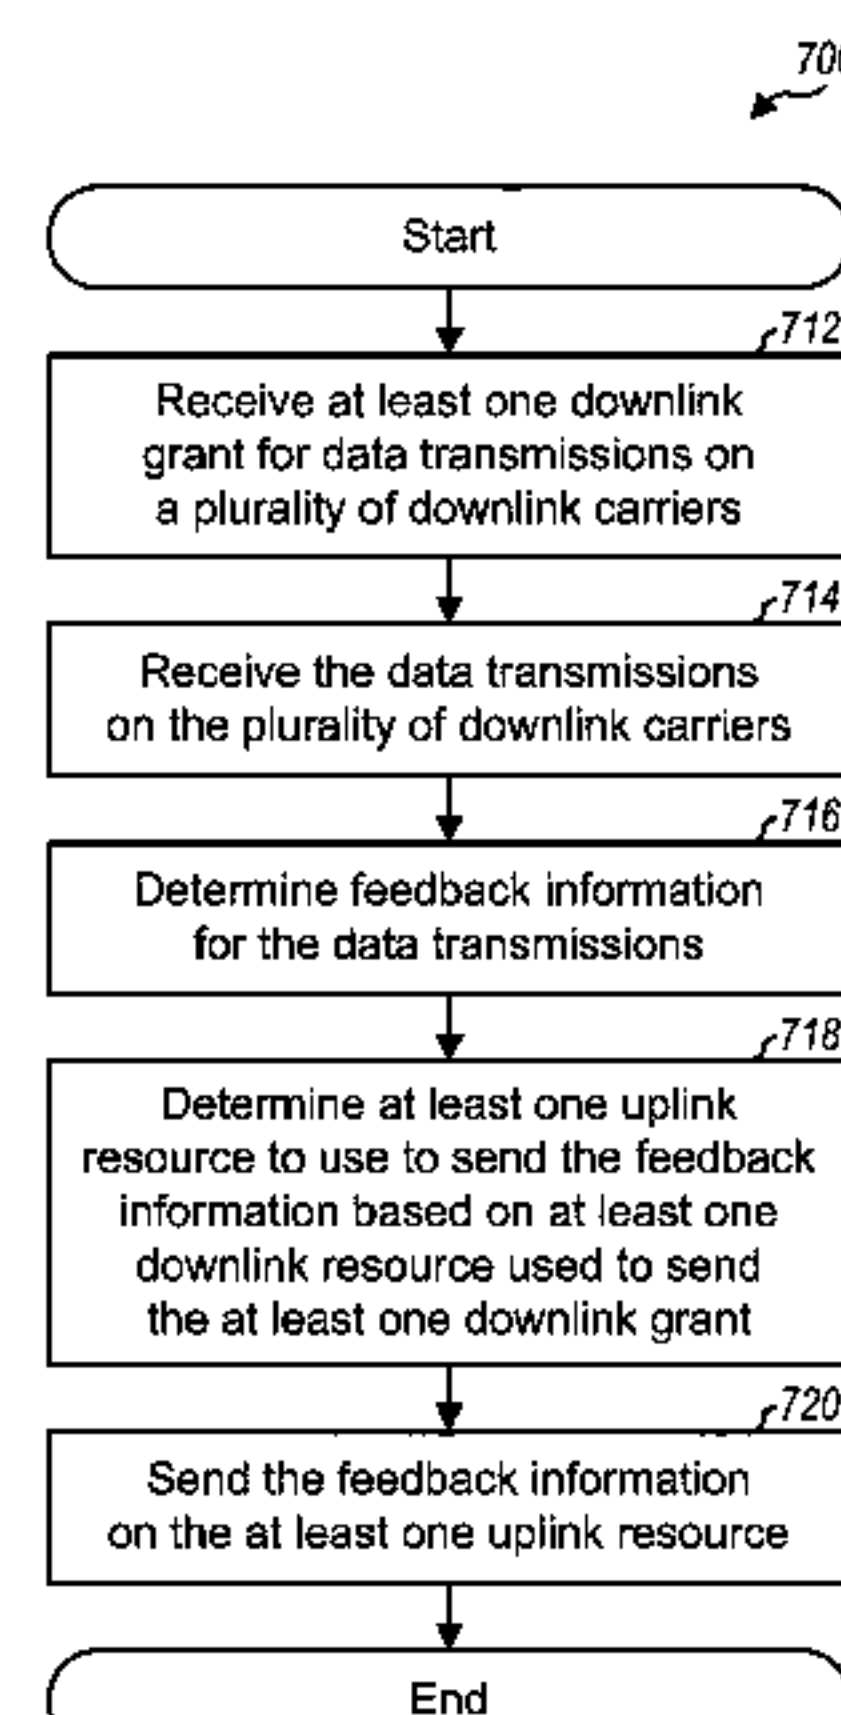 700
Start
712
Receive at least one downlink
grant for data transmissions on
a plurality of downlink carriers
714
Receive the data transmissions
on the plurality of downlink carriers
716
Determine feedback information
for the data transmissions
718
Determine at least one uplink
resource to use to send the feedback
information based on at least one
downlink resource used to send
the at least one downlink grant
720
Send the feedback information
on the at least one uplink resource
End